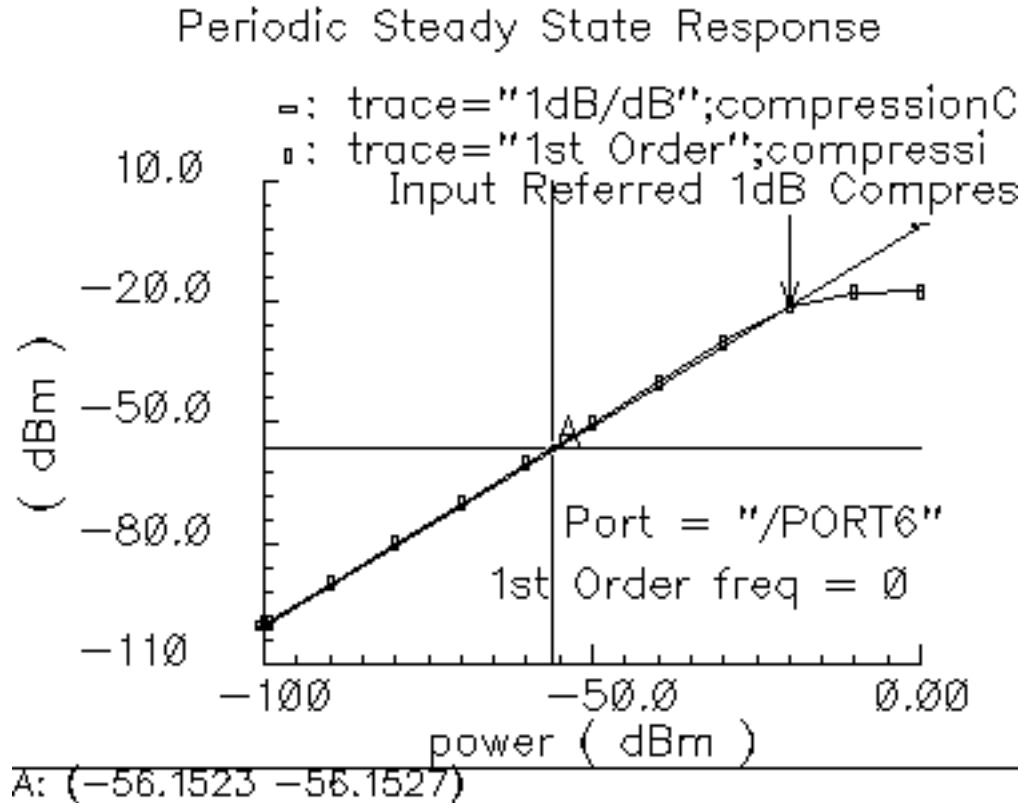 Periodic Steady State Response
▭: trace="1dB/dB";compressionC
▯: trace="1st Order";compressi
Input Referred 1dB Compres
10.0
-20.0
-50.0
-80.0
-110
( dBm )
A
Port = "/PORT6"
1st Order freq = 0
-100
-50.0
0.00
power ( dBm )
A: (-56.1523 -56.1527)